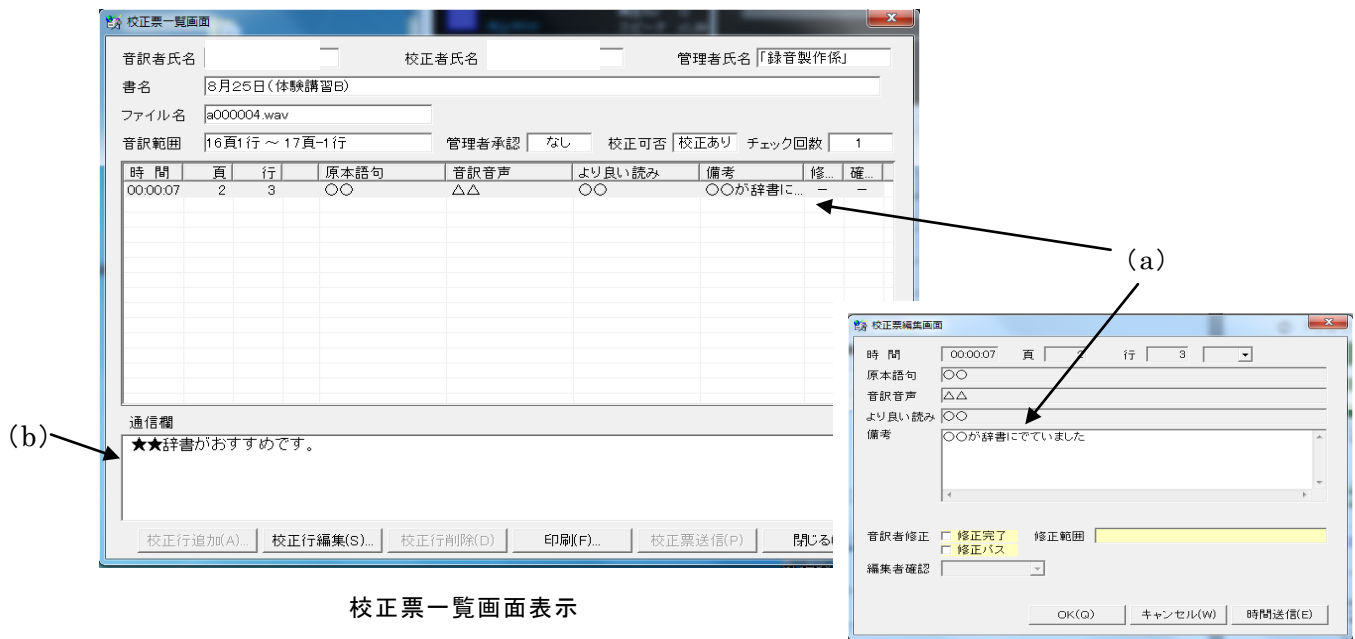 校正票一覧画面
音訳者氏名 校正者氏名 管理者氏名 「録音製作係」
書名 8月25日(体験講習B)
ファイル名 a000004.wav
音訳範囲 16頁1行 ～ 17頁-1行 管理者承認 なし 校正可否 校正あり チェック回数 1
時 間 頁 行 原本語句 音訳音声 より良い読み 備考 修... 確...
00:00:07 2 3 〇〇 △△ 〇〇 〇〇が辞書に... － －
(a)
通信欄
(b)
★★辞書がおすすめです。
校正行追加(A)... 校正行編集(S)... 校正行削除(D) 印刷(F)... 校正票送信(P) 閉じる(
校正票一覧画面表示
校正票編集画面
時 間 00:00:07 頁 2 行 3
原本語句 〇〇
音訳音声 △△
より良い読み 〇〇
備考 〇〇が辞書にでていました
音訳者修正 修正完了 修正範囲
修正パス
編集者確認
OK(Q) キャンセル(W) 時間送信(E)